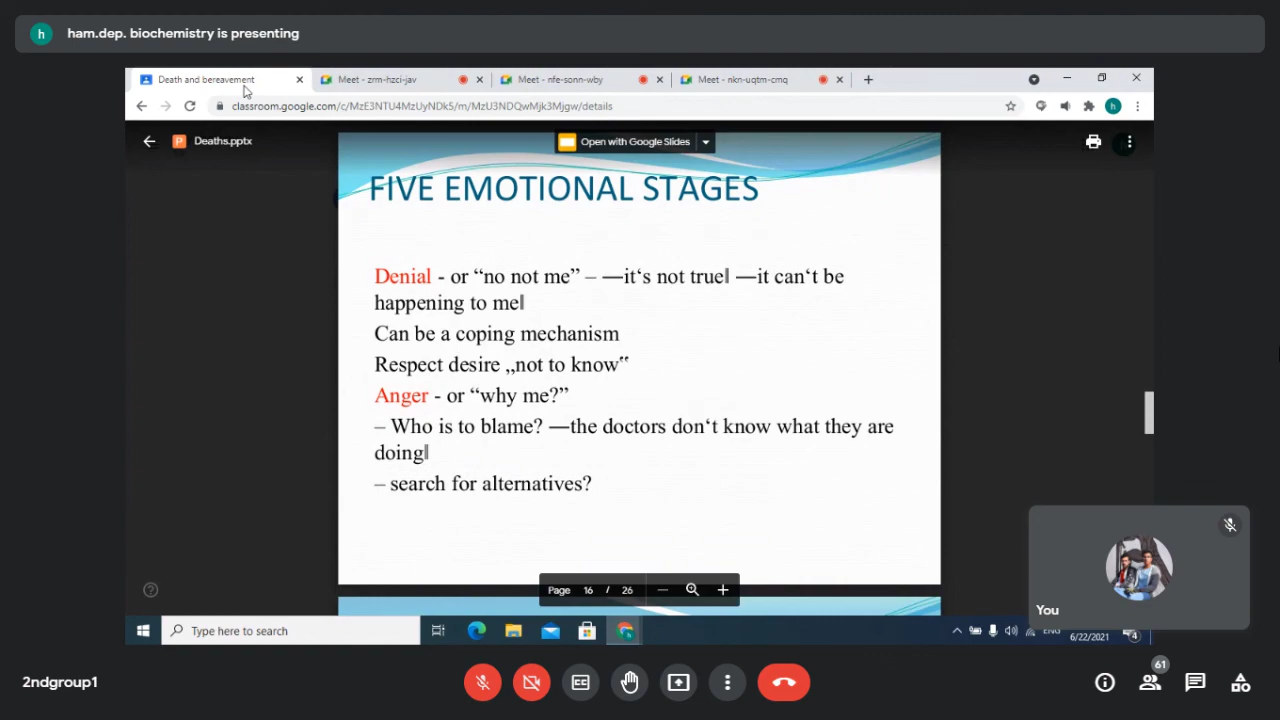 h ham.dep. biochemistry is presenting
Death and bereavement
Meet - zrm-hzci-jav
Meet - nfe-sonn-wby
Meet - nkn-uqtm-cmq
classroom.google.com/c/MzE3NTU4MzUyNDk5/m/MzU3NDQwMjk3Mjgw/details
h
P Deaths.pptx
Open with Google Slides
FIVE EMOTIONAL STAGES
Denial - or “no not me” – ―it‘s not true‖ ―it can‘t be
happening to me‖
Can be a coping mechanism
Respect desire „not to know‟
Anger - or “why me?”
– Who is to blame? ―the doctors don‘t know what they are
doing‖
– search for alternatives?
Page 16 / 26
You
Type here to search
ENG
6/22/2021
4
2ndgroup1
61